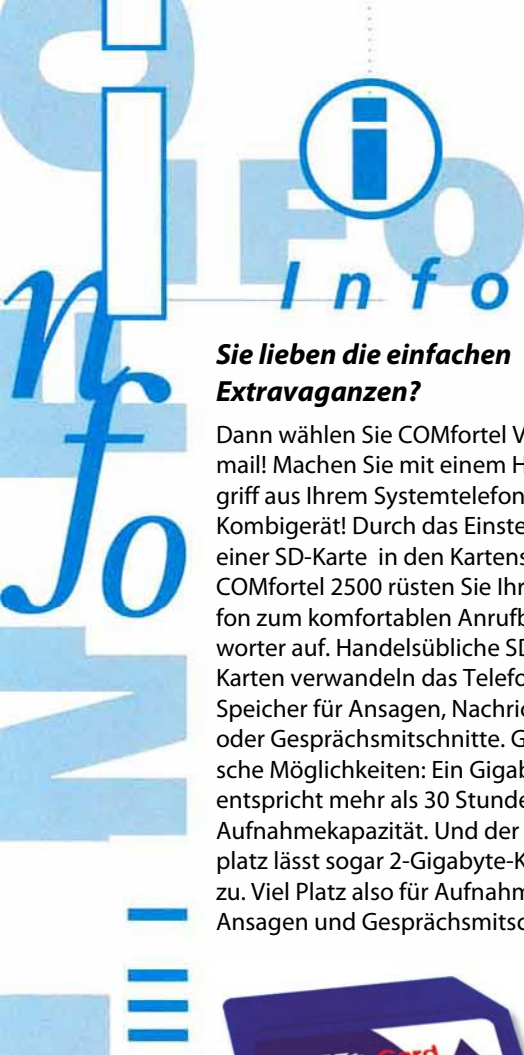 i
Info
Info
Sie lieben die einfachen
Extravaganzen?
Dann wählen Sie COMfortel V
mail! Machen Sie mit einem H
griff aus Ihrem Systemtelefon
Kombigerät! Durch das Einste
einer SD-Karte in den Kartens
COMfortel 2500 rüsten Sie Ihr
fon zum komfortablen Anrufb
worter auf. Handelsübliche SD
Karten verwandeln das Telefo
Speicher für Ansagen, Nachric
oder Gesprächsmitschnitte. G
sche Möglichkeiten: Ein Gigab
entspricht mehr als 30 Stunde
Aufnahmekapazität. Und der
platz lässt sogar 2-Gigabyte-K
zu. Viel Platz also für Aufnahm
Ansagen und Gesprächsmitsc
Card